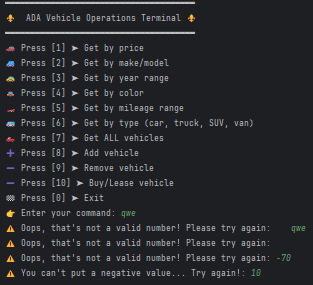 ADA Vehicle Operations Terminal
Press [1] ➤ Get by price
Press [2] ➤ Get by make/model
Press [3] ➤ Get by year range
Press [4] ➤ Get by color
Press [5] ➤ Get by mileage range
Press [6] ➤ Get by type (car, truck, SUV, van)
Press [7] ➤ Get ALL vehicles
Press [8] ➤ Add vehicle
Press [9] ➤ Remove vehicle
Press [10] ➤ Buy/Lease vehicle
Press [0] ➤ Exit
Enter your command: qwe
Oops, that's not a valid number! Please try again: qwe
Oops, that's not a valid number! Please try again:
Oops, that's not a valid number! Please try again: -70
You can't put a negative value... Try again!: 10